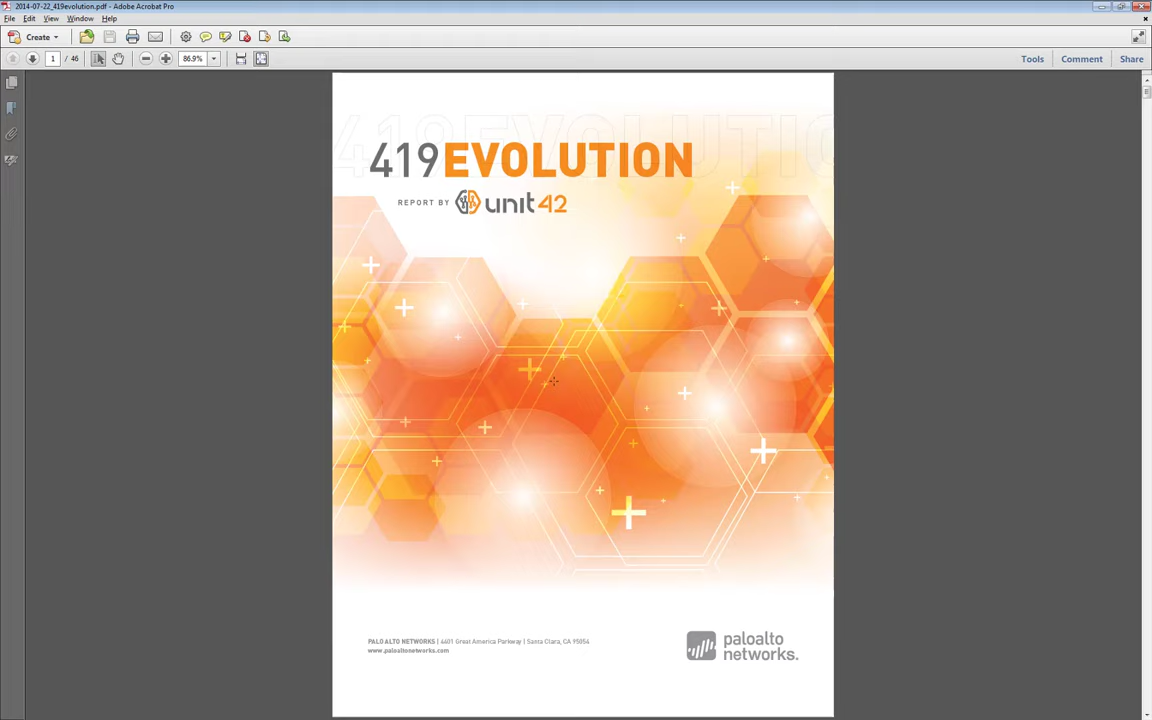 2014-07-22_419evolution.pdf - Adobe Acrobat Pro
File Edit View Window Help
Create
1 / 46 86.9% Tools Comment Share
419EVOLUTIO
419EVOLUTION
REPORT BY unit 42
PALO ALTO NETWORKS | 4401 Great America Parkway | Santa Clara, CA 95054
www.paloaltonetworks.com
paloalto
networks.